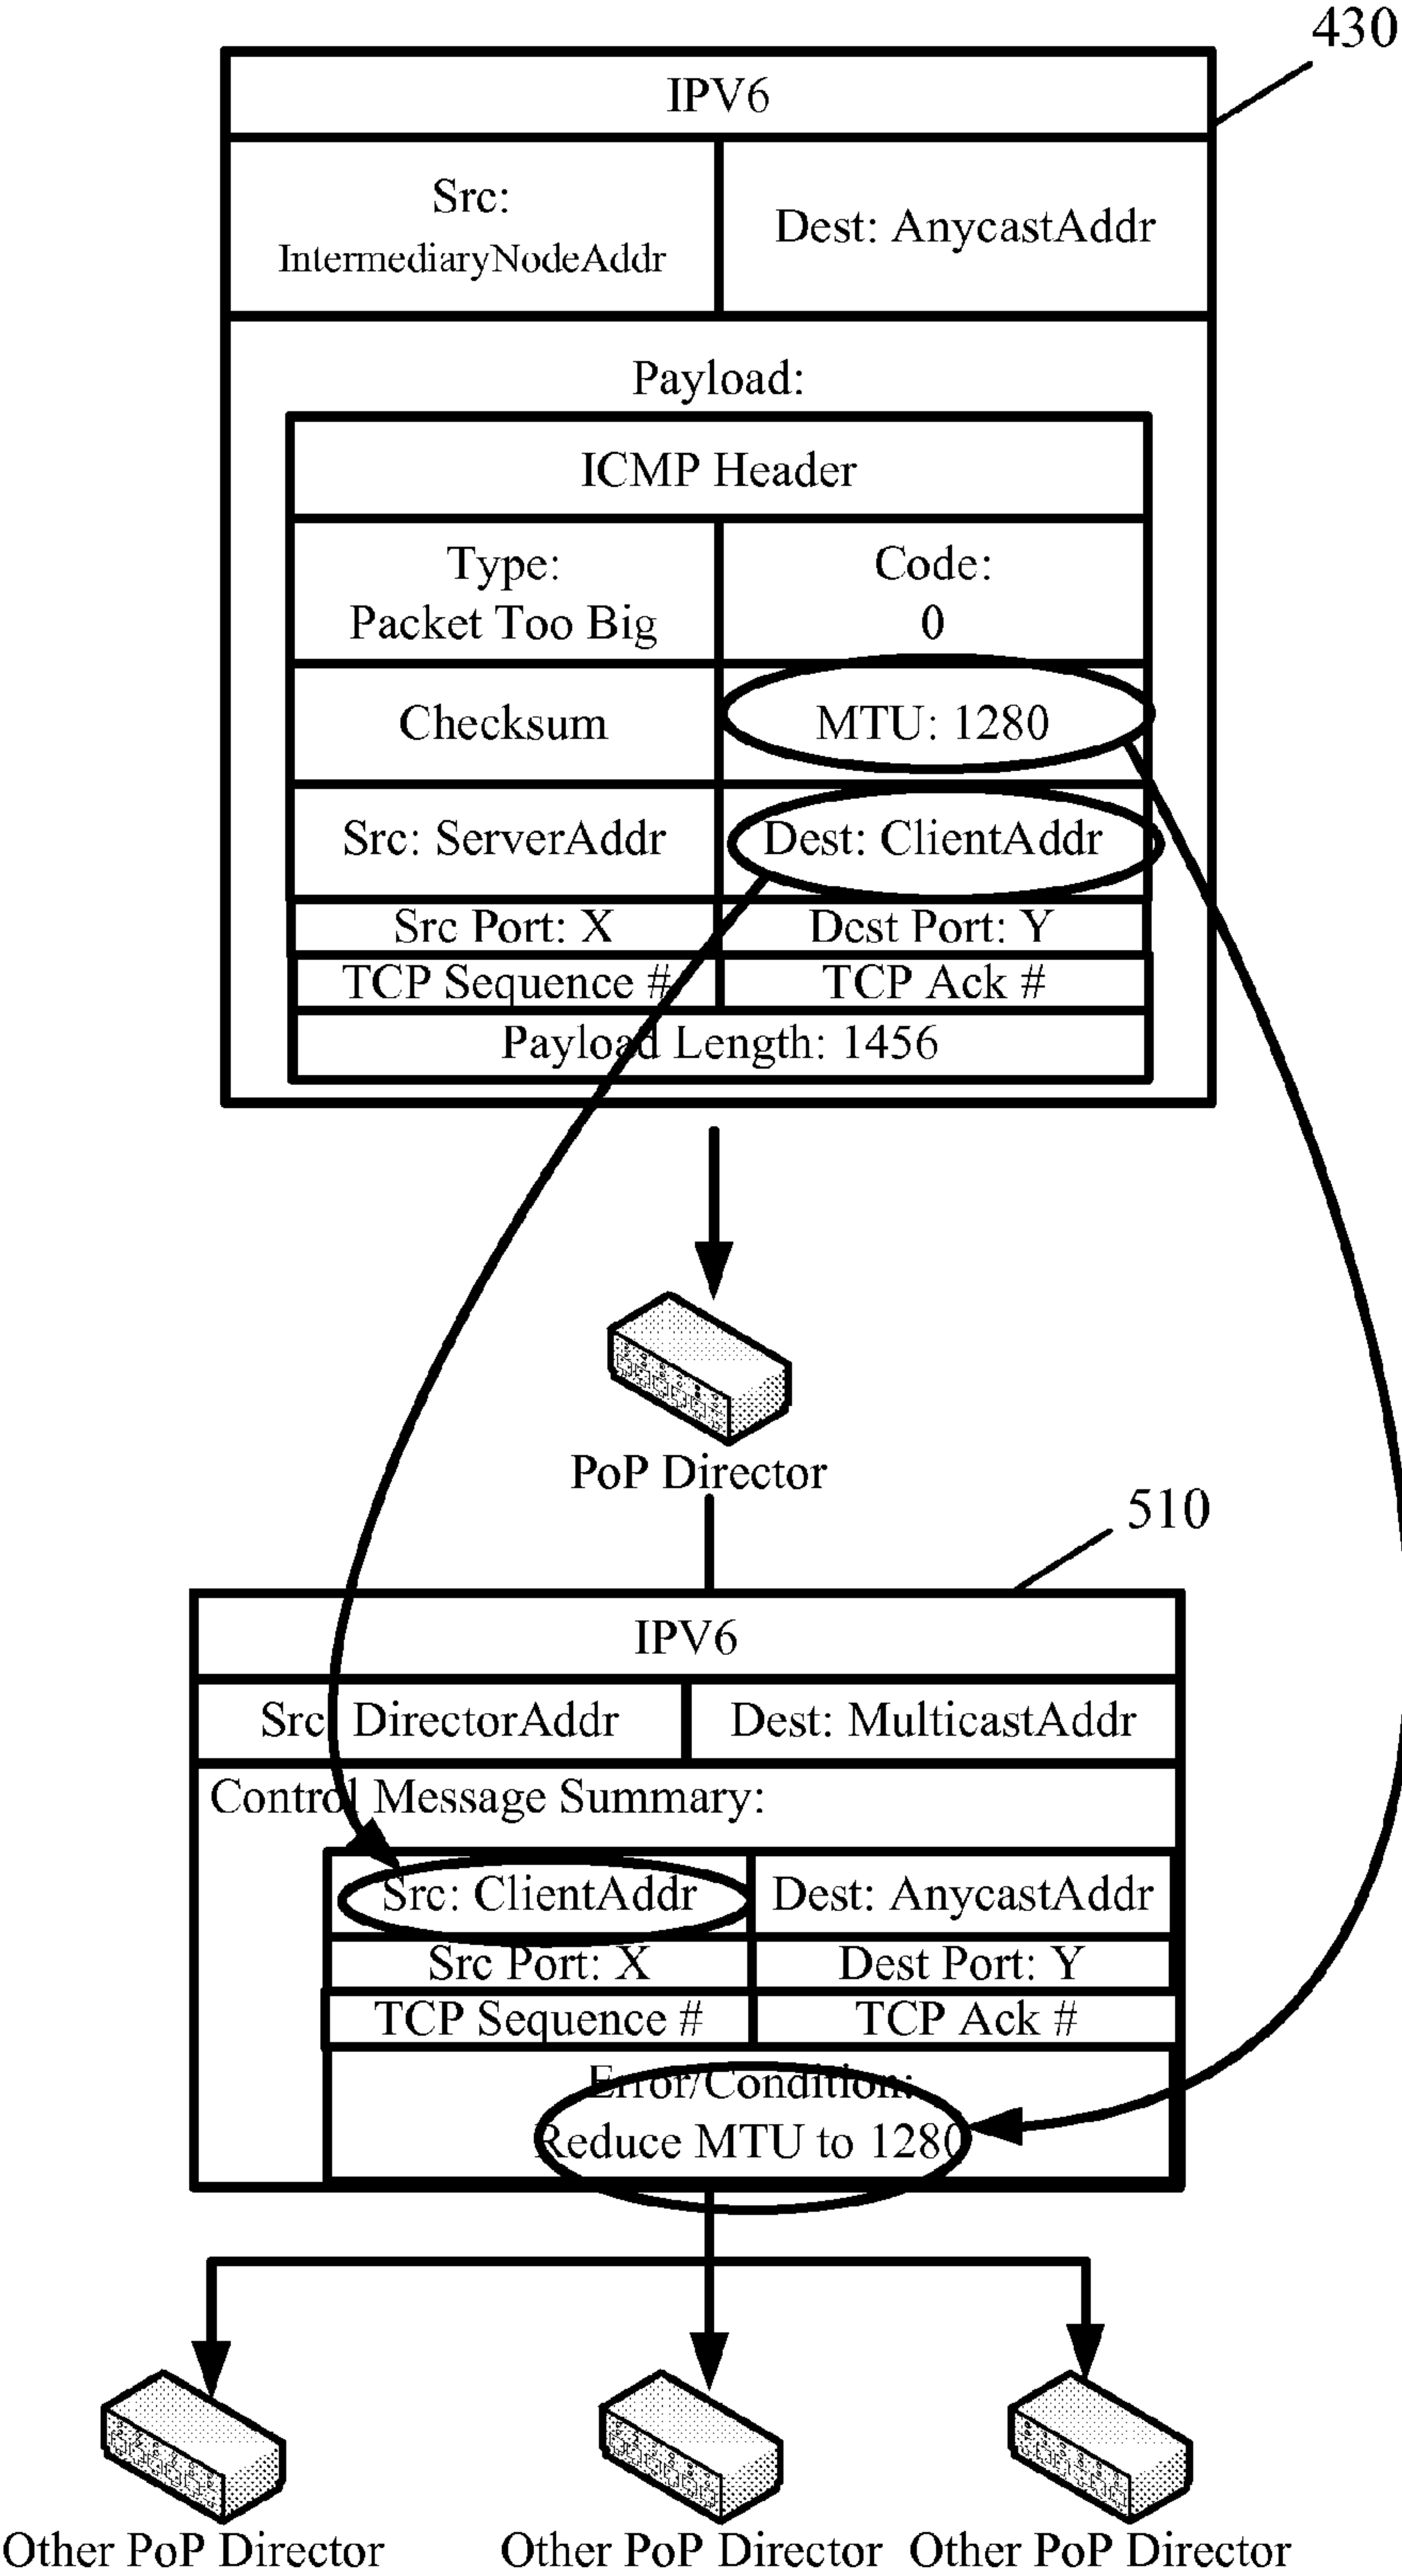 430
IPV6
Src:
IntermediaryNodeAddr
Dest: AnycastAddr
Payload:
ICMP Header
Type:
Packet Too Big
Code:
0
Checksum
MTU: 1280
Src: ServerAddr
Dest: ClientAddr
Src Port: X
Dest Port: Y
TCP Sequence #
TCP Ack #
Payload Length: 1456
PoP Director
510
IPV6
Src: DirectorAddr
Dest: MulticastAddr
Control Message Summary:
Src: ClientAddr
Dest: AnycastAddr
Src Port: X
Dest Port: Y
TCP Sequence #
TCP Ack #
Error/Condition:
Reduce MTU to 1280
Other PoP Director
Other PoP Director
Other PoP Director